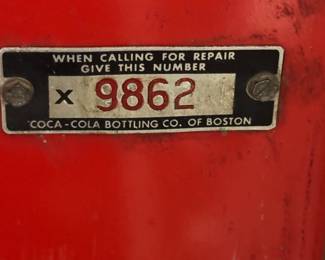 WHEN CALLING FOR REPAIR
GIVE THIS NUMBER
X 9862
COCA-COLA BOTTLING CO. OF BOSTON